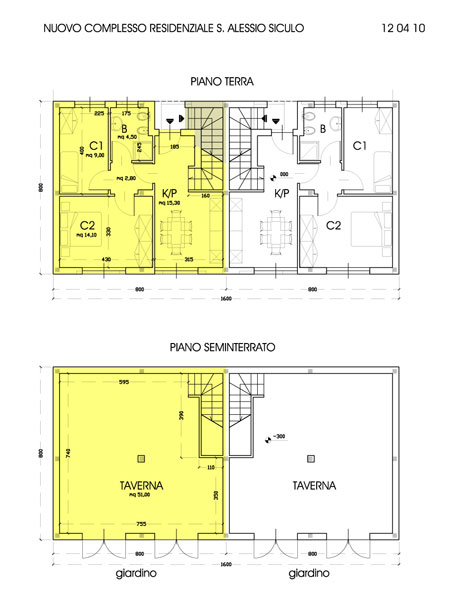 NUOVO COMPLESSO RESIDENZIALE S. ALESSIO SICULO 12 04 10
PIANO TERRA
225 175
C1 B B C1
mq 9,00 mq 4,50
400 245 185
mq 2,80 000
K/P K/P
mq 15,30 160
C2 C2
mq 14,10
330
430 315
800
800 800
1600
PIANO SEMINTERRATO
595
390
740 -300
800
110
TAVERNA TAVERNA
mq 51,00 350
755
800 800
giardino 1600 giardino